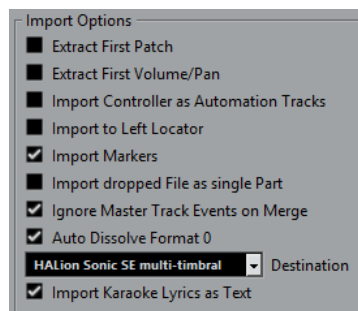 Import Options
Extract First Patch
Extract First Volume/Pan
Import Controller as Automation Tracks
Import to Left Locator
Import Markers
Import dropped File as single Part
Ignore Master Track Events on Merge
Auto Dissolve Format 0
HALion Sonic SE multi-timbral Destination
Import Karaoke Lyrics as Text